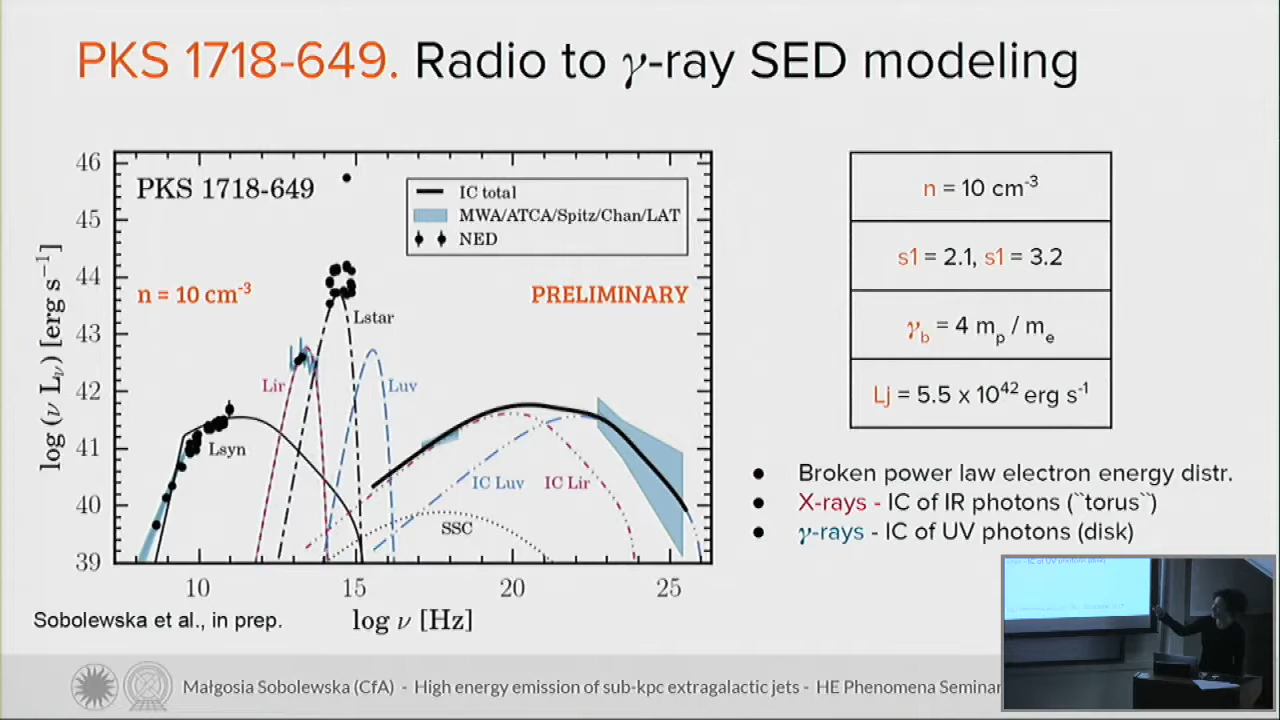 PKS 1718-649. Radio to γ-ray SED modeling
46
45
44
43
42
41
40
39
log (ν Lν) [erg s⁻¹]
PKS 1718-649
IC total
MWA/ATCA/Spitz/Chan/LAT
NED
n = 10 cm⁻³
PRELIMINARY
Lstar
Lir
Luv
Lsyn
IC Luv
IC Lir
SSC
10
15
20
25
log ν [Hz]
n = 10 cm⁻³
s1 = 2.1, s1 = 3.2
γb = 4 mp / me
Lj = 5.5 x 10⁴² erg s⁻¹
● Broken power law electron energy distr.
● X-rays - IC of IR photons (``torus``)
● γ-rays - IC of UV photons (disk)
IC of UV photons (disk)
Sobolewska et al., in prep.
Małgosia Sobolewska (CfA) - High energy emission of sub-kpc extragalactic jets - HE Phenomena Seminar